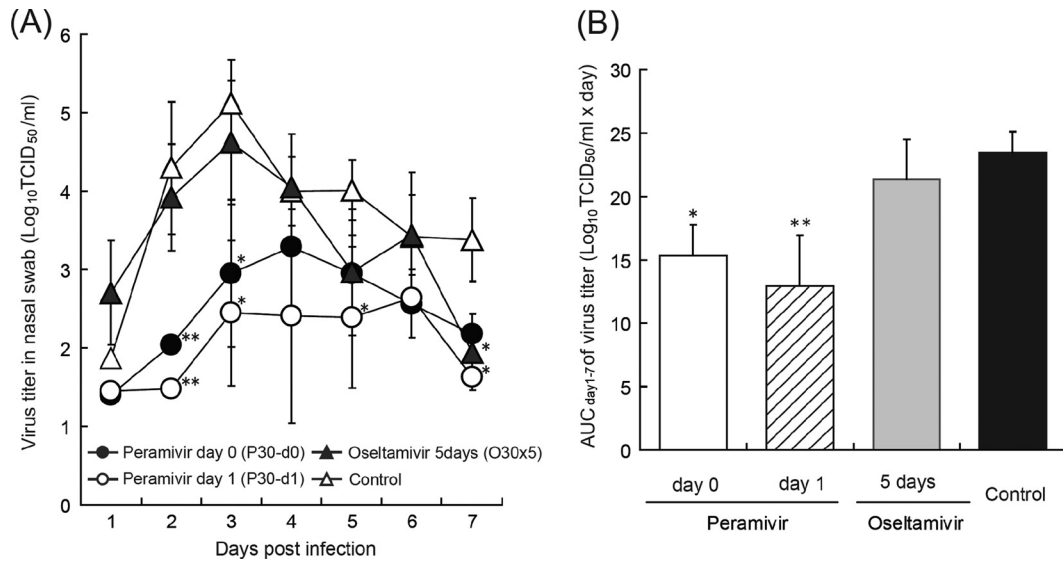 (A)
Virus titer in nasal swab (Log10TCID50/ml)
6
5
4
3
2
1
0
** ** * * * * *
Peramivir day 0 (P30-d0) Oseltamivir 5days (O30x5)
Peramivir day 1 (P30-d1) Control
1 2 3 4 5 6 7
Days post infection
(B)
AUCday1-7 of virus titer (Log10TCID50/ml x day)
30
25
20
15
10
5
0
* **
day 0 day 1 5 days Control
Peramivir Oseltamivir